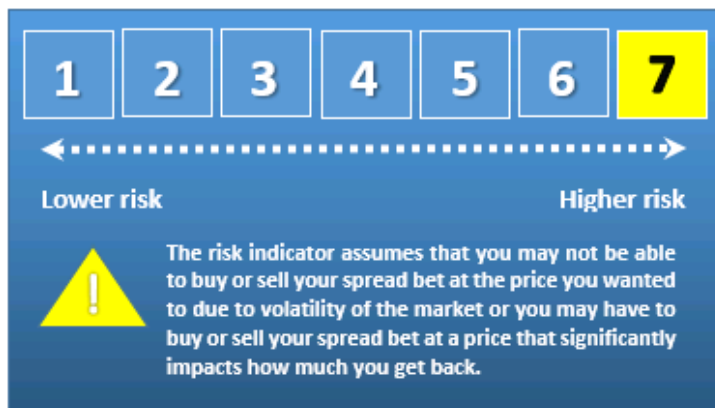 1 2 3 4 5 6 7
Lower risk Higher risk
!
The risk indicator assumes that you may not be able
to buy or sell your spread bet at the price you wanted
to due to volatility of the market or you may have to
buy or sell your spread bet at a price that significantly
impacts how much you get back.